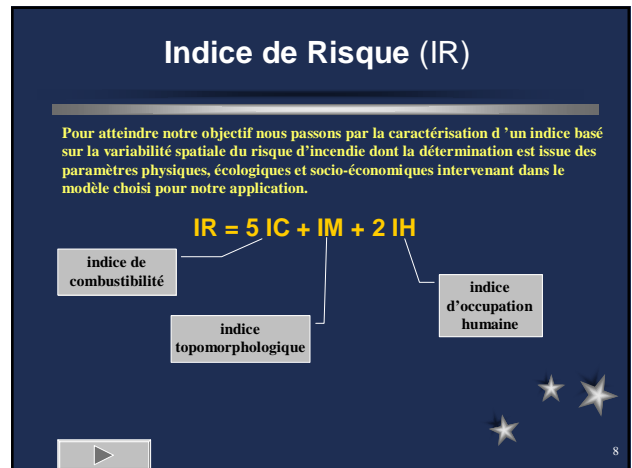 Indice de Risque (IR)
Pour atteindre notre objectif nous passons par la caractérisation d ’un indice basé
sur la variabilité spatiale du risque d’incendie dont la détermination est issue des
paramètres physiques, écologiques et socio-économiques intervenant dans le
modèle choisi pour notre application.
IR = 5 IC + IM + 2 IH
indice de
combustibilité
indice
topomorphologique
indice
d’occupation
humaine
8